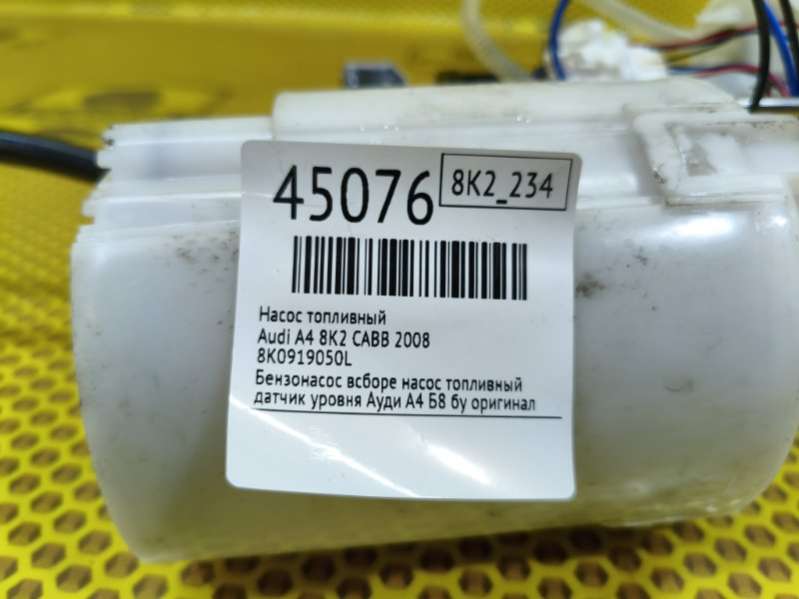 45076
8K2_234
Насос топливный
Audi A4 8K2 CABB 2008
8K0919050L
Бензонасос всборе насос топливный
датчик уровня Ауди А4 Б8 бу оригинал